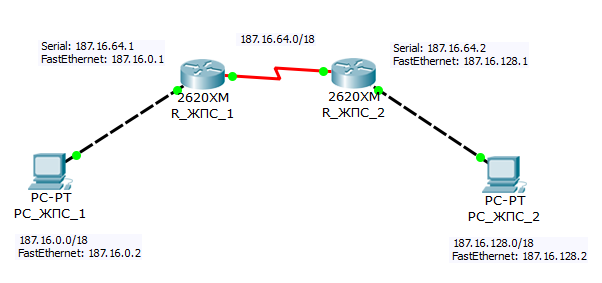 187.16.64.0/18
Serial: 187.16.64.1
FastEthernet: 187.16.0.1
Serial: 187.16.64.2
FastEthernet: 187.16.128.1
2620XM
R_ЖПС_1
2620XM
R_ЖПС_2
PC-PT
PC_ЖПС_1
PC-PT
PC_ЖПС_2
187.16.0.0/18
FastEthernet: 187.16.0.2
187.16.128.0/18
FastEthernet: 187.16.128.2